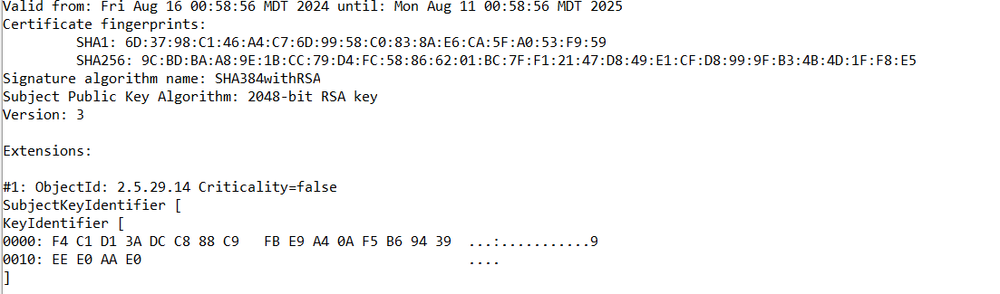 Valid from: Fri Aug 16 00:58:56 MDT 2024 until: Mon Aug 11 00:58:56 MDT 2025
Certificate fingerprints:
SHA1: 6D:37:98:C1:46:A4:C7:6D:99:58:C0:83:8A:E6:CA:5F:A0:53:F9:59
SHA256: 9C:BD:BA:A8:9E:1B:CC:79:D4:FC:58:86:62:01:BC:7F:F1:21:47:D8:49:E1:CF:D8:99:9F:B3:4B:4D:1F:F8:E5
Signature algorithm name: SHA384withRSA
Subject Public Key Algorithm: 2048-bit RSA key
Version: 3
Extensions:
#1: ObjectId: 2.5.29.14 Criticality=false
SubjectKeyIdentifier [
KeyIdentifier [
0000: F4 C1 D1 3A DC C8 88 C9   FB E9 A4 0A F5 B6 94 39  ...:...........9
0010: EE E0 AA E0                                        ....
]